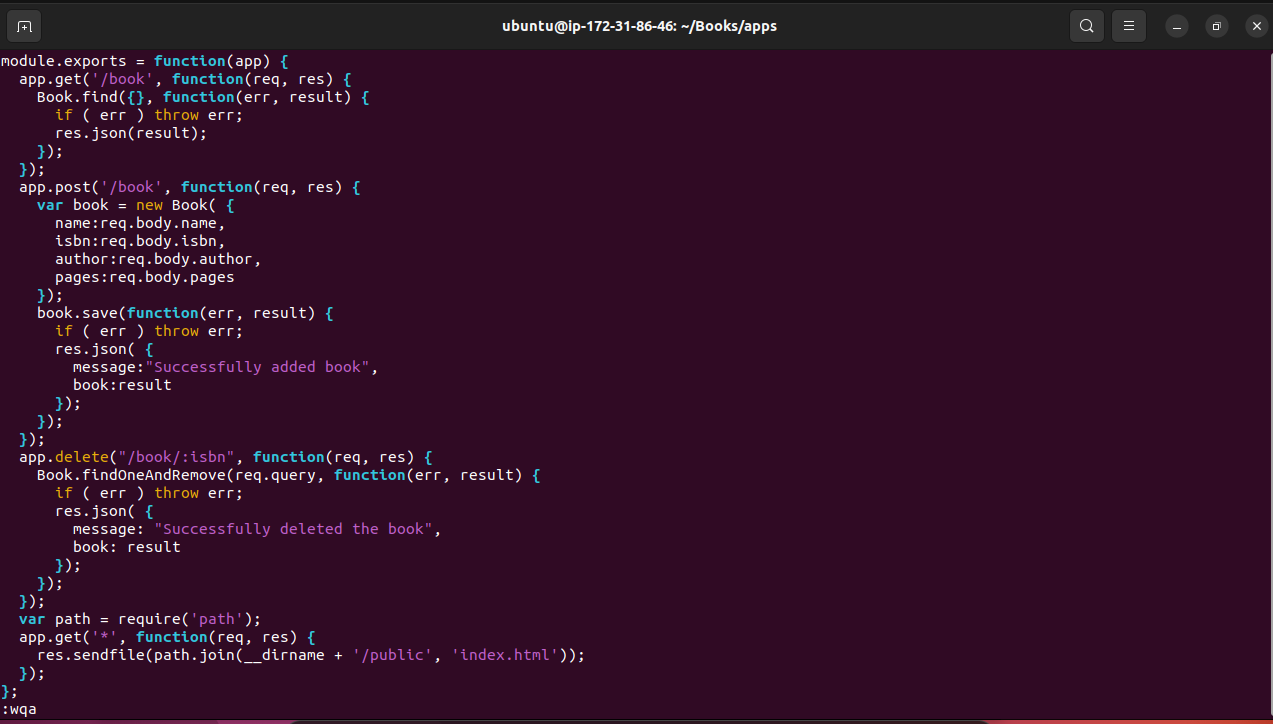 ubuntu@ip-172-31-86-46: ~/Books/apps
module.exports = function(app) {
  app.get('/book', function(req, res) {
    Book.find({}, function(err, result) {
      if ( err ) throw err;
      res.json(result);
    });
  });
  app.post('/book', function(req, res) {
    var book = new Book( {
      name:req.body.name,
      isbn:req.body.isbn,
      author:req.body.author,
      pages:req.body.pages
    });
    book.save(function(err, result) {
      if ( err ) throw err;
      res.json( {
        message:"Successfully added book",
        book:result
      });
    });
  });
  app.delete("/book/:isbn", function(req, res) {
    Book.findOneAndRemove(req.query, function(err, result) {
      if ( err ) throw err;
      res.json( {
        message: "Successfully deleted the book",
        book: result
      });
    });
  });
  var path = require('path');
  app.get('*', function(req, res) {
    res.sendfile(path.join(__dirname + '/public', 'index.html'));
  });
};
:wqa